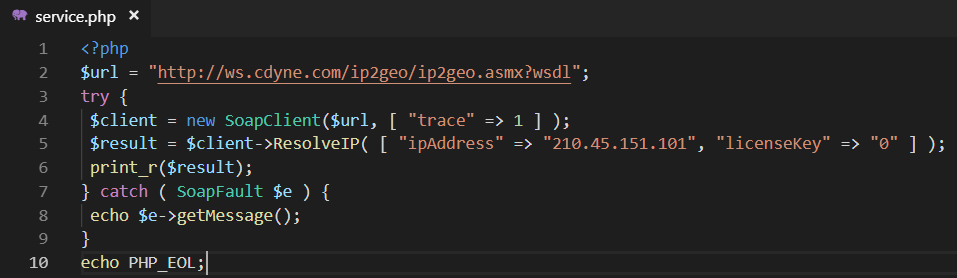 service.php ×
1 <?php
2 $url = "http://ws.cdyne.com/ip2geo/ip2geo.asmx?wsdl";
3 try {
4 $client = new SoapClient($url, [ "trace" => 1 ] );
5 $result = $client->ResolveIP( [ "ipAddress" => "210.45.151.101", "licenseKey" => "0" ] );
6 print_r($result);
7 } catch ( SoapFault $e ) {
8 echo $e->getMessage();
9 }
10 echo PHP_EOL;